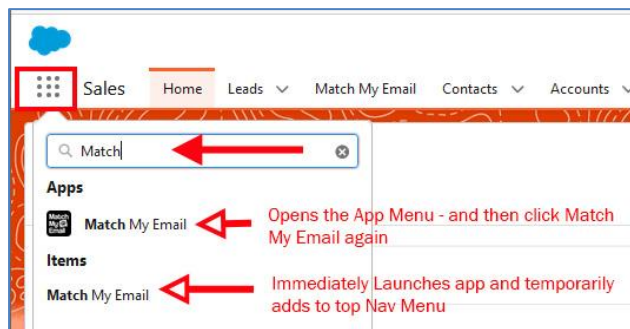 Sales Home Leads Match My Email Contacts Accounts
Match
Apps
Match My Email
Match My Email
Opens the App Menu - and then click Match
My Email again
Items
Match My Email
Immediately Launches app and temporarily
adds to top Nav Menu